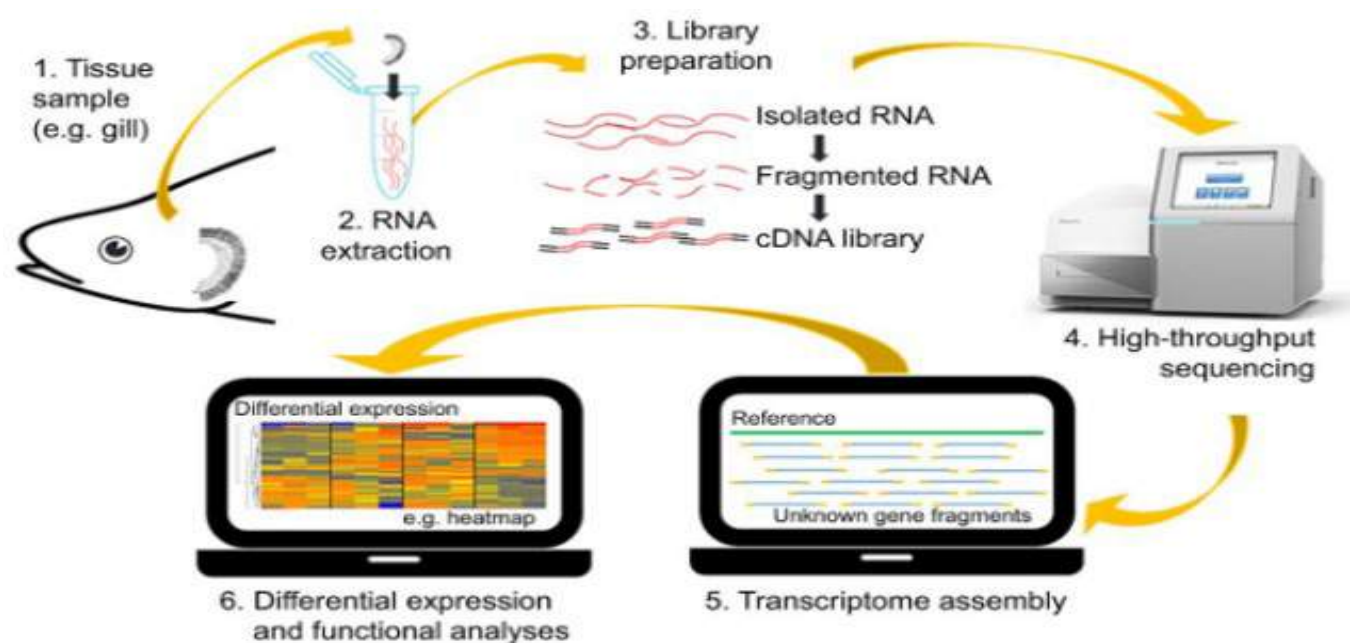 1. Tissue
sample
(e.g. gill)
2. RNA
extraction
3. Library
preparation
Isolated RNA
Fragmented RNA
cDNA library
4. High-throughput
sequencing
Reference
Unknown gene fragments
5. Transcriptome assembly
Differential expression
e.g. heatmap
6. Differential expression
and functional analyses